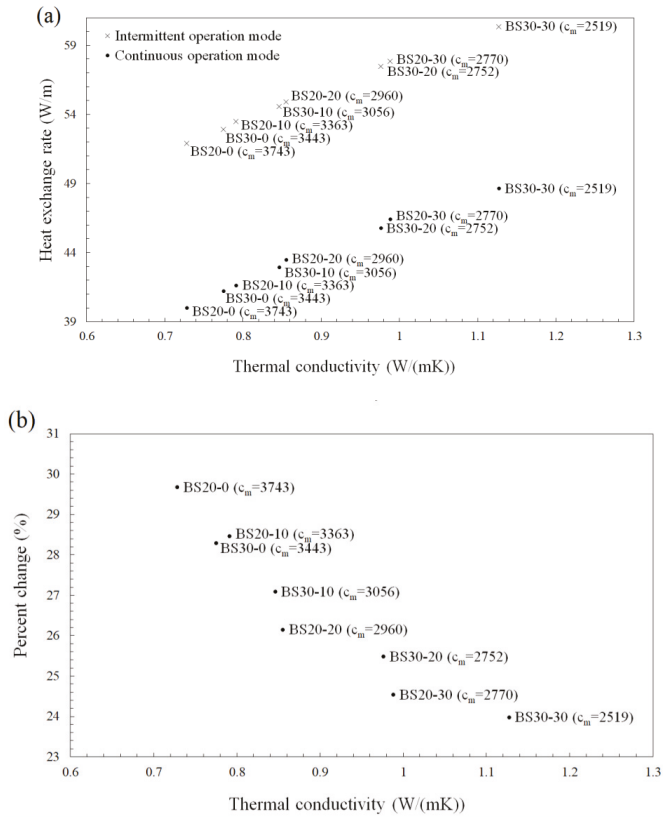 (a)
× Intermittent operation mode
• Continuous operation mode
Heat exchange rate (W/m)
59
54
49
44
39
BS30-30 (cm=2519)
BS20-30 (cm=2770)
BS30-20 (cm=2752)
BS20-20 (cm=2960)
BS30-10 (cm=3056)
BS20-10 (cm=3363)
BS30-0 (cm=3443)
BS20-0 (cm=3743)
BS30-30 (cm=2519)
BS20-30 (cm=2770)
BS30-20 (cm=2752)
BS20-20 (cm=2960)
BS30-10 (cm=3056)
BS20-10 (cm=3363)
BS30-0 (cm=3443)
BS20-0 (cm=3743)
0.6 0.7 0.8 0.9 1 1.1 1.2 1.3
Thermal conductivity (W/(mK))
(b)
Percent change (%)
31
30
29
28
27
26
25
24
23
BS20-0 (cm=3743)
BS20-10 (cm=3363)
BS30-0 (cm=3443)
BS30-10 (cm=3056)
BS20-20 (cm=2960)
BS30-20 (cm=2752)
BS20-30 (cm=2770)
BS30-30 (cm=2519)
0.6 0.7 0.8 0.9 1 1.1 1.2 1.3
Thermal conductivity (W/(mK))